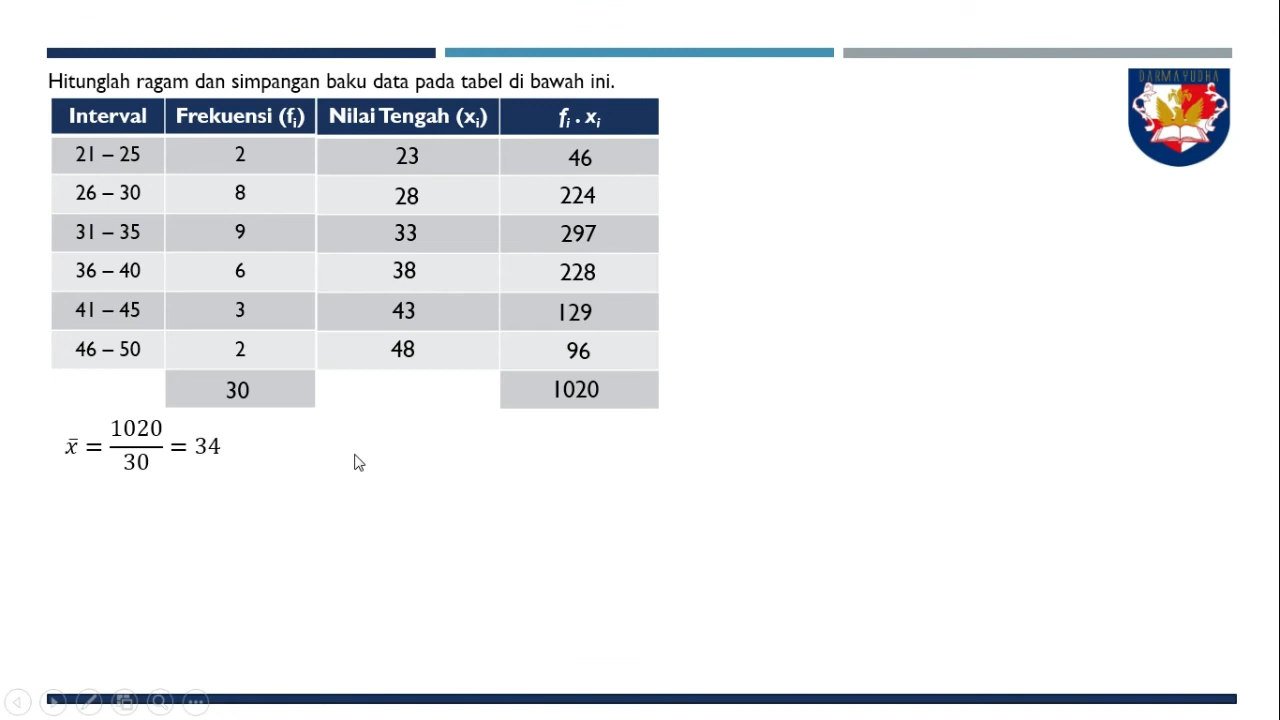 DARMAYUDHA
Hitunglah ragam dan simpangan baku data pada tabel di bawah ini.
Interval Frekuensi (fᵢ) Nilai Tengah (xᵢ) fᵢ . xᵢ
21 – 25 2 23 46
26 – 30 8 28 224
31 – 35 9 33 297
36 – 40 6 38 228
41 – 45 3 43 129
46 – 50 2 48 96
30 1020
x̄ = 1020/30 = 34